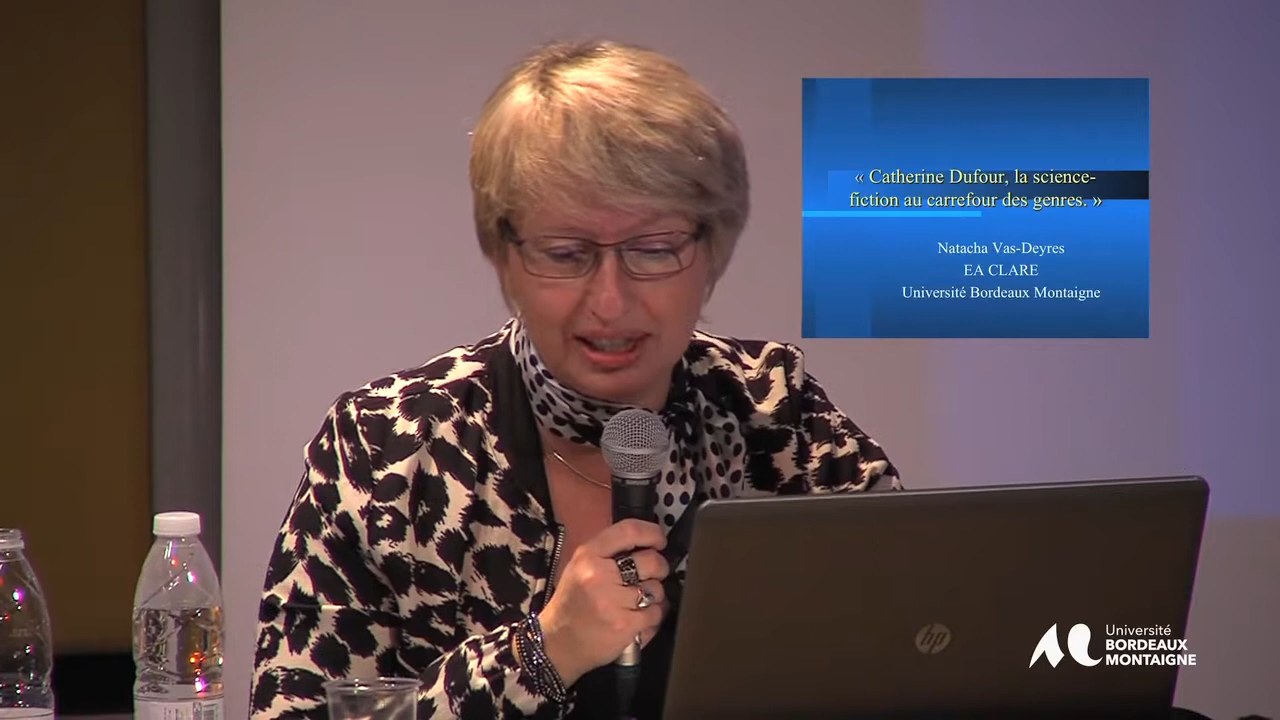 « Catherine Dufour, la science-
fiction au carrefour des genres. »
Natacha Vas-Deyres
EA CLARE
Université Bordeaux Montaigne
hp
Université
BORDEAUX
MONTAIGNE